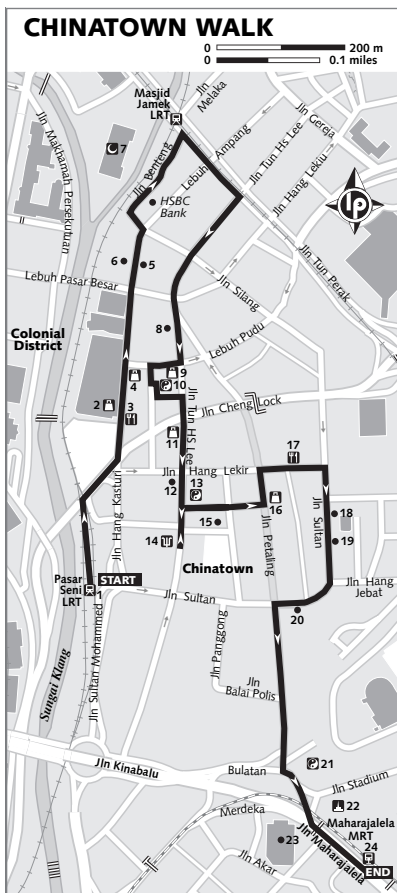 CHINATOWN WALK
0 200 m
0 0.1 miles
Masjid
Jamek
LRT
Jln
Melaka
Jln Gereja
Jln Makhamah Persekutuan
7
Jln Benteng
Lebuh Ampang
Jln Tun Hs Lee
Jln Hang Lekiu
HSBC
Bank
lp
6
5
Jln Tun Perak
Lebuh Pasar Besar
Jln Silang
Colonial
District
8
Lebuh Pudu
4
9
10
2
3
Jln Tun HS Lee
Jln Cheng Lock
11
17
Jln Hang Lekir
12
13
16
18
Jln Hang Kasturi
15
Jln Petaling
Jln Sultan
19
14
Chinatown
Pasar
Seni
LRT
START
1
Jln Sultan
Jln Hang
Jebat
20
Jln Panggong
Sungai Klang
Jln Sultan Mohammed
Jln
Balai Polis
Jln Kinabalu
Bulatan
21
Jln Stadium
Merdeka
22
Maharajalela
MRT
23
24
Jln Maharajalela
END
Jln Akar